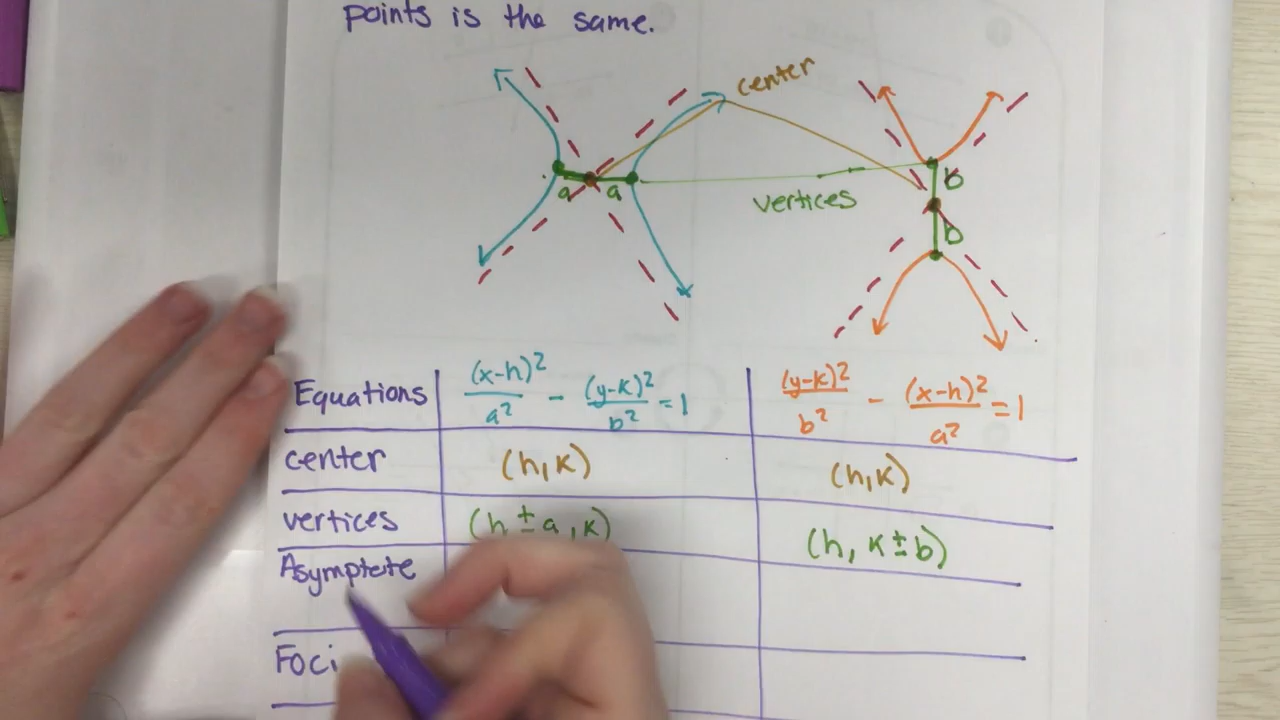 points is the same.
center
a a
vertices
b
b
Equations (x-h)²/a² - (y-k)²/b² = 1 (y-k)²/b² - (x-h)²/a² = 1
center (h,k) (h,k)
vertices (h ± a, k) (h, k ± b)
Asymptote
Foci